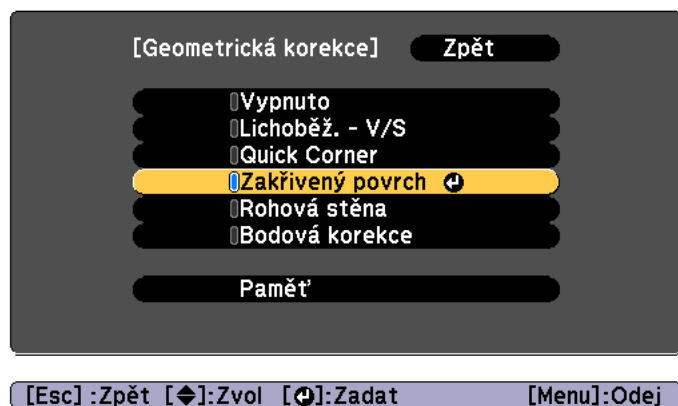 [Geometrická korekce] Zpět
Vypnuto
Lichoběž. - V/S
Quick Corner
Zakřivený povrch
Rohová stěna
Bodová korekce
Paměť
[Esc] :Zpět [◆]:Zvol [↵]:Zadat [Menu]:Odej